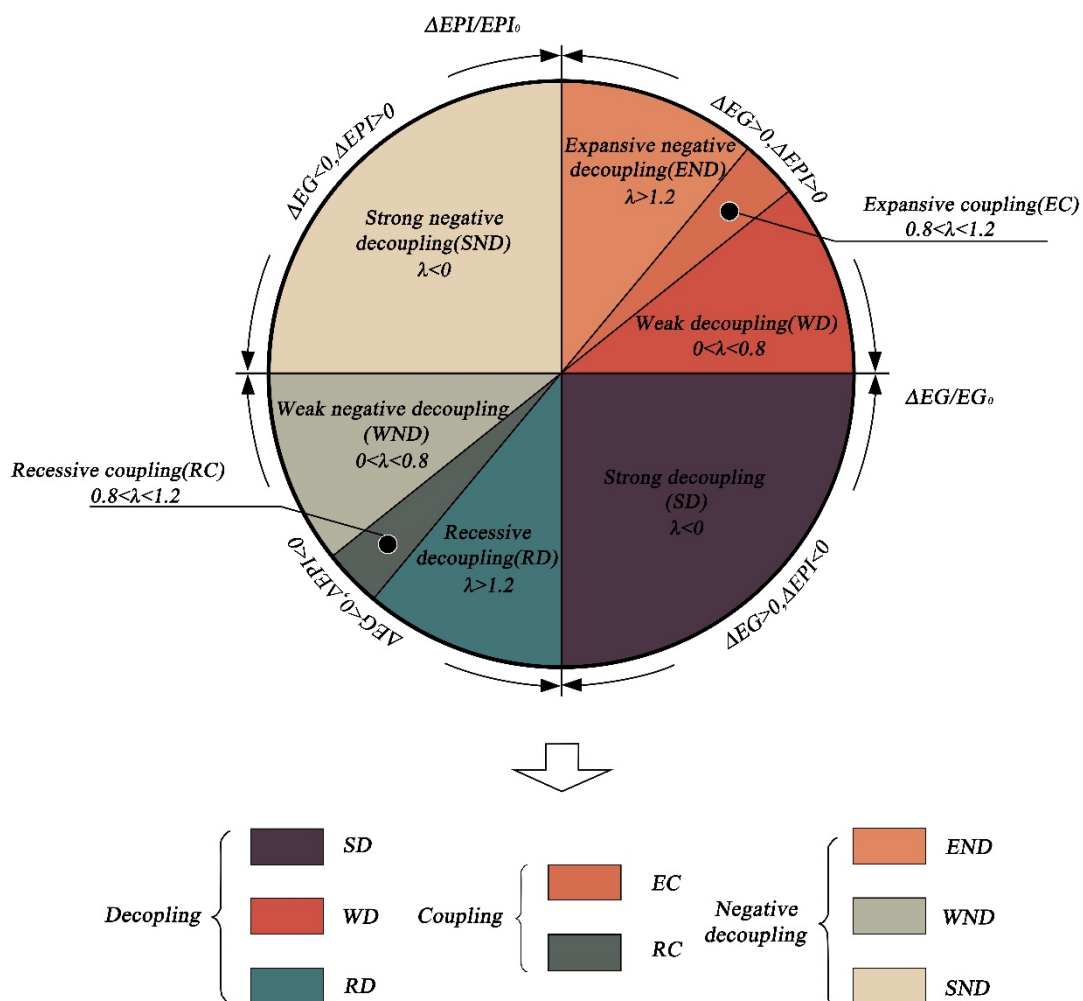 ΔEPI/EPI₀
ΔEG<0,ΔEPI>0
ΔEG>0,ΔEPI>0
Expansive negative
decoupling(END)
λ>1.2
Expansive coupling(EC)
0.8<λ<1.2
Strong negative
decoupling(SND)
λ<0
Weak decoupling(WD)
0<λ<0.8
ΔEG/EG₀
Weak negative decoupling
(WND)
0<λ<0.8
Recessive coupling(RC)
0.8<λ<1.2
Strong decoupling
(SD)
λ<0
Recessive
decoupling(RD)
λ>1.2
ΔEG<0,ΔEPI<0
ΔEG>0,ΔEPI<0
Decopling
SD
WD
RD
Coupling
EC
RC
Negative
decoupling
END
WND
SND